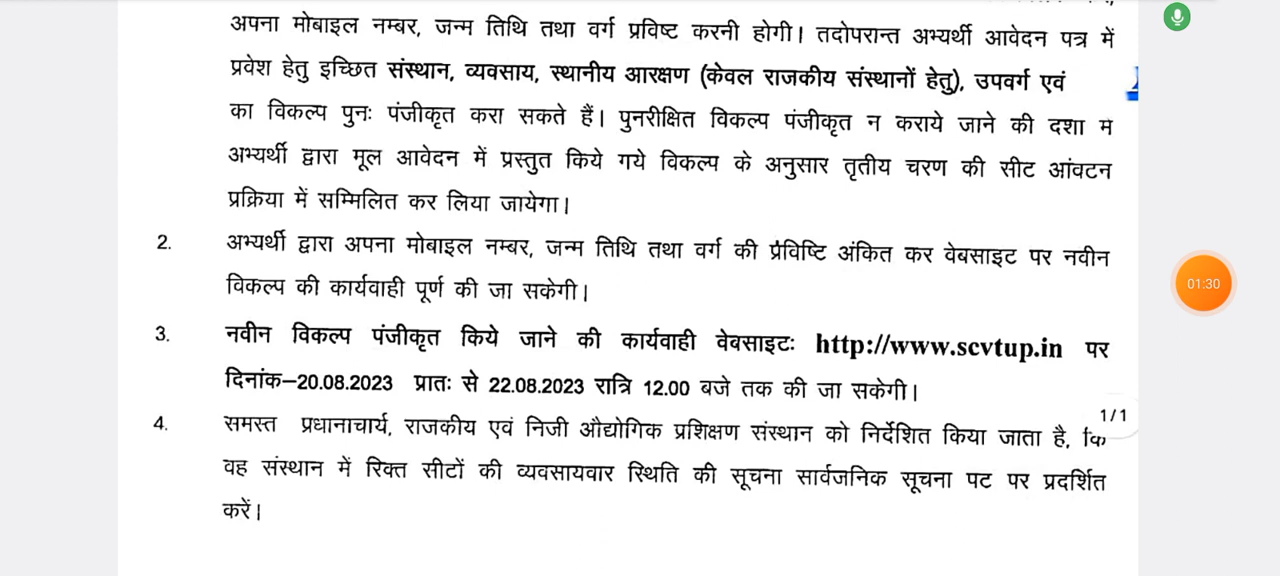 अपना मोबाइल नम्बर, जन्म तिथि तथा वर्ग प्रविष्ट करनी होगी। तदोपरान्त अभ्यर्थी आवेदन पत्र में
प्रवेश हेतु इच्छित संस्थान, व्यवसाय, स्थानीय आरक्षण (केवल राजकीय संस्थानों हेतु), उपवर्ग एवं
का विकल्प पुनः पंजीकृत करा सकते हैं। पुनरीक्षित विकल्प पंजीकृत न कराये जाने की दशा में
अभ्यर्थी द्वारा मूल आवेदन में प्रस्तुत किये गये विकल्प के अनुसार तृतीय चरण की सीट आंवटन
प्रक्रिया में सम्मिलित कर लिया जायेगा।
2. अभ्यर्थी द्वारा अपना मोबाइल नम्बर, जन्म तिथि तथा वर्ग की प्रविष्टि अंकित कर वेबसाइट पर नवीन
विकल्प की कार्यवाही पूर्ण की जा सकेगी।
3. नवीन विकल्प पंजीकृत किये जाने की कार्यवाही वेबसाइटः http://www.scvtup.in पर
दिनांक–20.08.2023 प्रातः से 22.08.2023 रात्रि 12.00 बजे तक की जा सकेगी।
4. समस्त प्रधानाचार्य, राजकीय एवं निजी औद्योगिक प्रशिक्षण संस्थान को निर्देशित किया जाता है, कि
वह संस्थान में रिक्त सीटों की व्यवसायवार स्थिति की सूचना सार्वजनिक सूचना पट पर प्रदर्शित
करें।
01:30
1/1